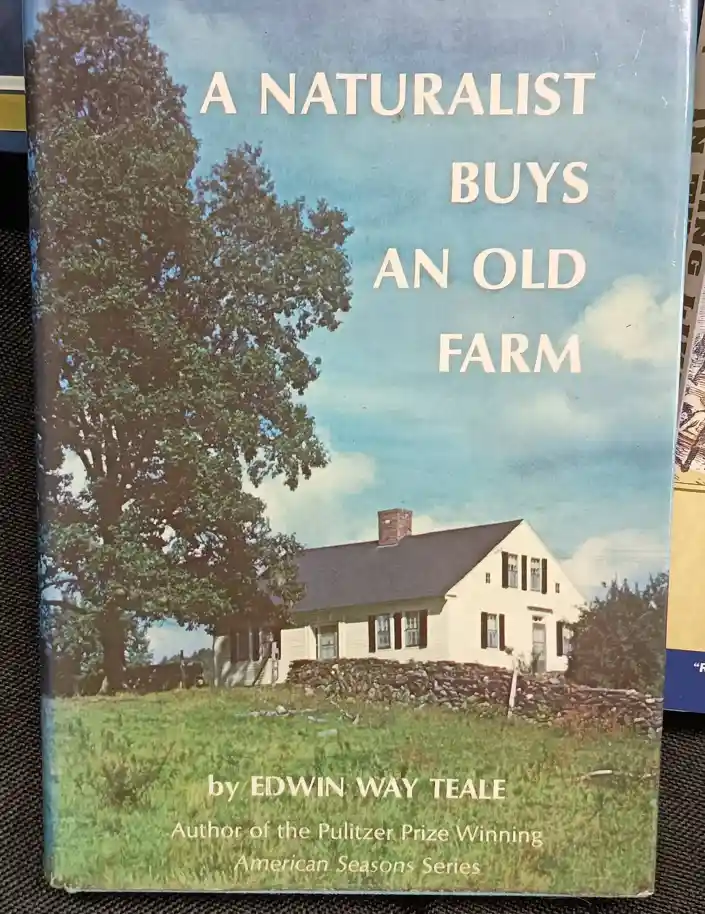 A NATURALIST
BUYS
AN OLD
FARM
by EDWIN WAY TEALE
Author of the Pulitzer Prize Winning
American Seasons Series